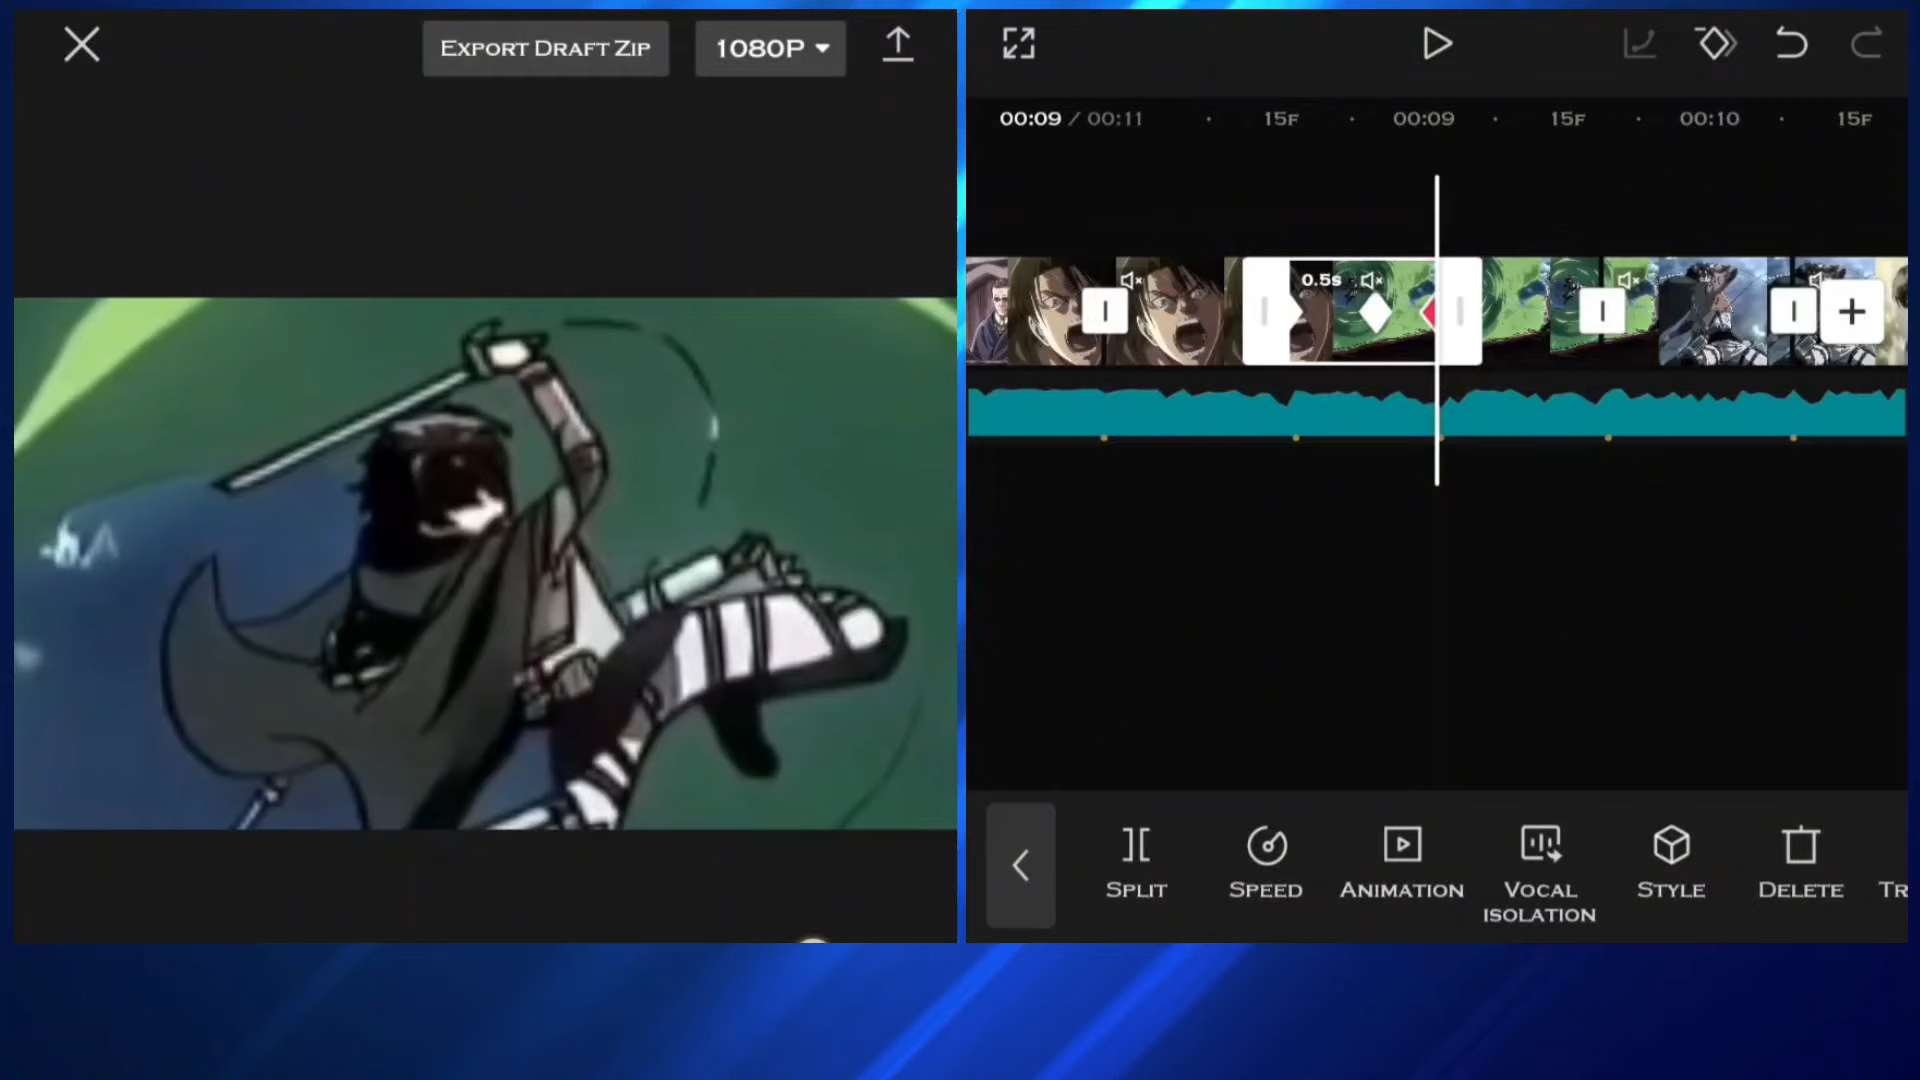 Export Draft Zip
1080P
00:09 / 00:11
15F
00:09
15F
00:10
15F
0.5s
Split
Speed
Animation
Vocal
isolation
Style
Delete
Tr